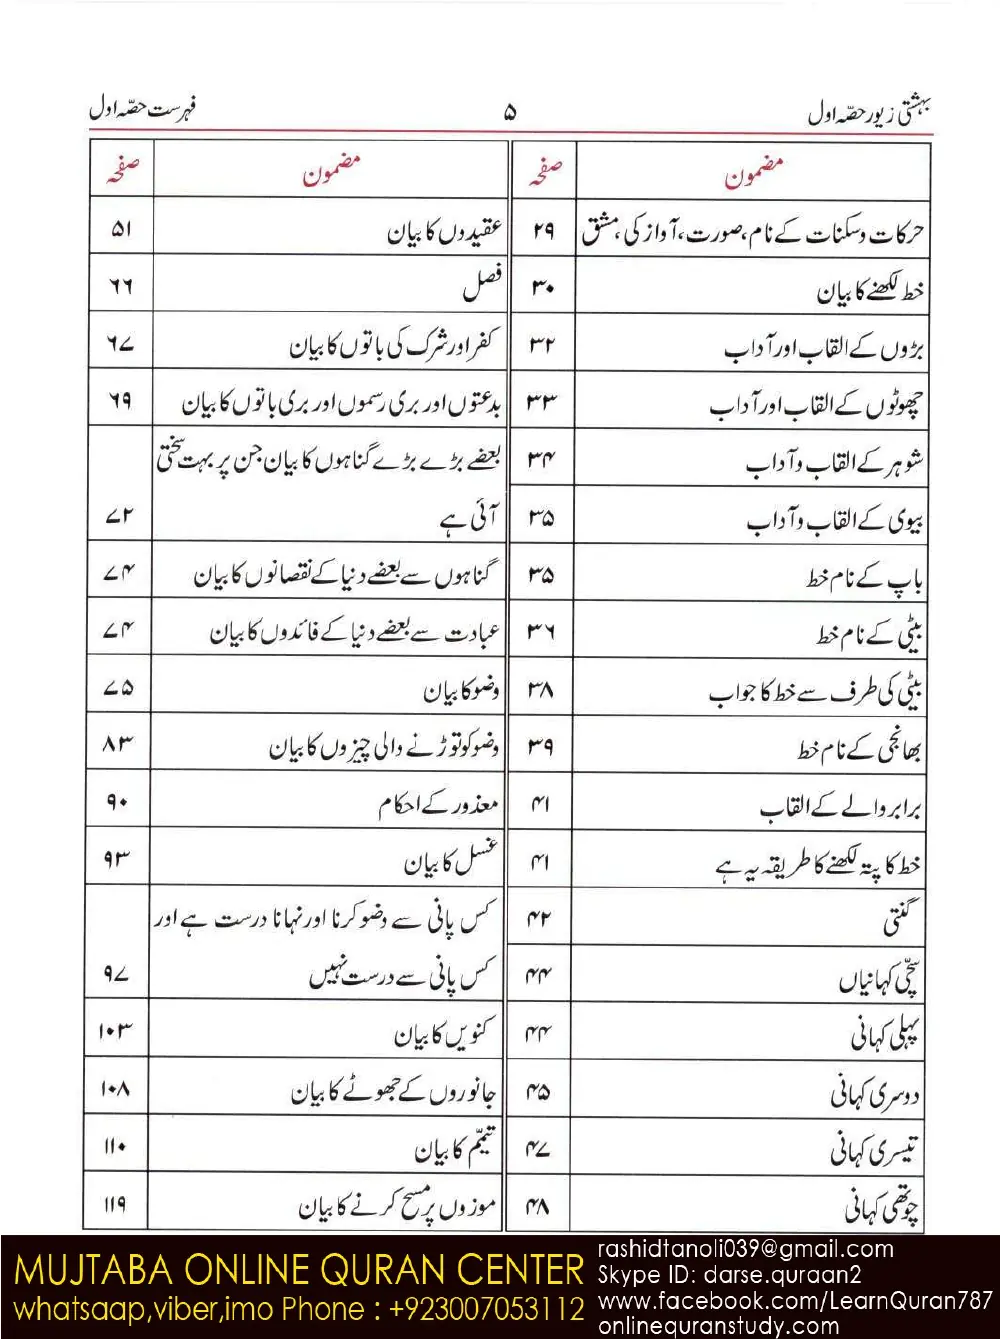 بہشتی زیور حصّہ اول ۵ فہرست حصّہ اول
مضمون صفحہ
حرکات و سکنات کے نام، صورت، آواز کی، مشق ۲۹
خط لکھنے کا بیان ۳۰
بڑوں کے القاب اور آداب ۳۲
چھوٹوں کے القاب اور آداب ۳۳
شوہر کے القاب و آداب ۳۴
بیوی کے القاب و آداب ۳۵
باپ کے نام خط ۳۵
بیٹی کے نام خط ۳۶
بیٹی کی طرف سے خط کا جواب ۳۸
بھانجی کے نام خط ۳۹
برابر والے کے القاب ۴۱
خط کا پتہ لکھنے کا طریقہ یہ ہے ۴۱
گنتی ۴۲
سچّی کہانیاں ۴۴
پہلی کہانی ۴۴
دوسری کہانی ۴۵
تیسری کہانی ۴۷
چوتھی کہانی ۴۸
مضمون صفحہ
عقیدوں کا بیان ۵۱
فصل ۶۶
کفر اور شرک کی باتوں کا بیان ۶۷
بدعتوں اور بری رسموں اور بری باتوں کا بیان ۶۹
بعضے بڑے بڑے گناہوں کا بیان جن پر بہت سختی
آئی ہے ۷۲
گناہوں سے بعضے دنیا کے نقصانوں کا بیان ۷۴
عبادت سے بعضے دنیا کے فائدوں کا بیان ۷۴
وضو کا بیان ۷۵
وضو کو توڑنے والی چیزوں کا بیان ۸۳
معذور کے احکام ۹۰
غسل کا بیان ۹۳
کس پانی سے وضو کرنا اور نہانا درست ہے اور
کس پانی سے درست نہیں ۹۷
کنویں کا بیان ۱۰۳
جانوروں کے جھوٹے کا بیان ۱۰۸
تیمّم کا بیان ۱۱۰
موزوں پر مسح کرنے کا بیان ۱۱۹
MUJTABA ONLINE QURAN CENTER
whatsaap,viber,imo Phone : +923007053112
rashidtanoli039@gmail.com
Skype ID: darse.quraan2
www.facebook.com/LearnQuran787
onlinequranstudy.com